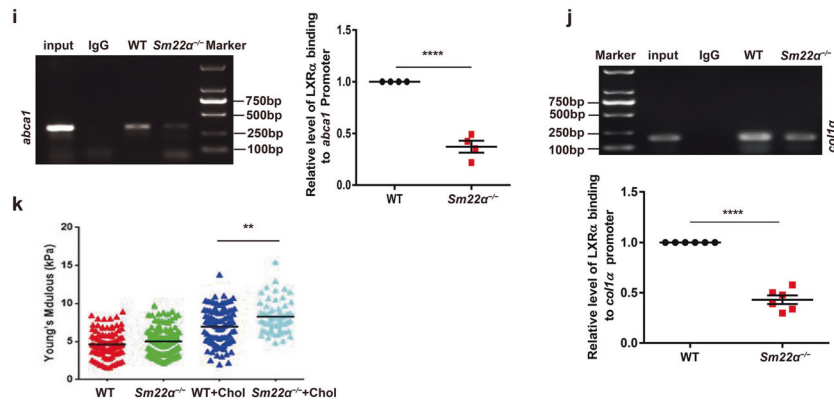 i
input IgG WT Sm22α⁻/⁻ Marker
abca1
750bp
500bp
250bp
100bp
Relative level of LXRα binding
to abca1 Promoter
1.5
1.0
0.5
0.0
****
WT Sm22α⁻/⁻
j
Marker input IgG WT Sm22α⁻/⁻
750bp
500bp
250bp
100bp
col1α
Relative level of LXRα binding
to col1α promoter
1.5
1.0
0.5
0.0
****
WT Sm22α⁻/⁻
k
Young's Mdulous (kPa)
20
15
10
5
0
**
WT Sm22α⁻/⁻ WT+Chol Sm22α⁻/⁻+Chol